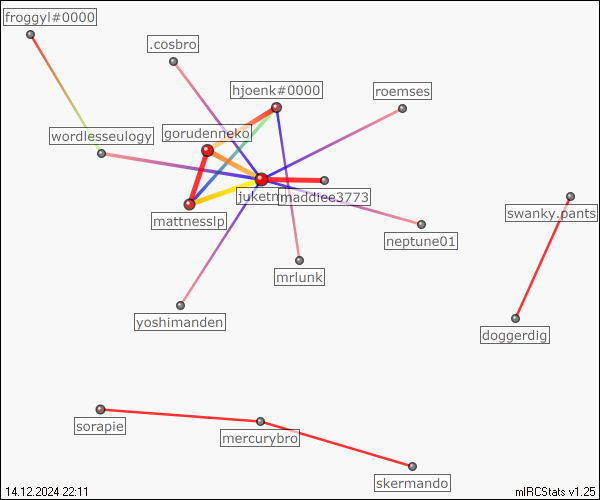 froggyl#0000
.cosbro
hjoenk#0000
roemses
gorudenneko
wordlesseulogy
maddiee3773
swanky.pants
mattnesslp
neptune01
mrlunk
yoshimanden
doggerdig
sorapie
mercurybro
skermando
14.12.2024 22:11
mIRCStats v1.25